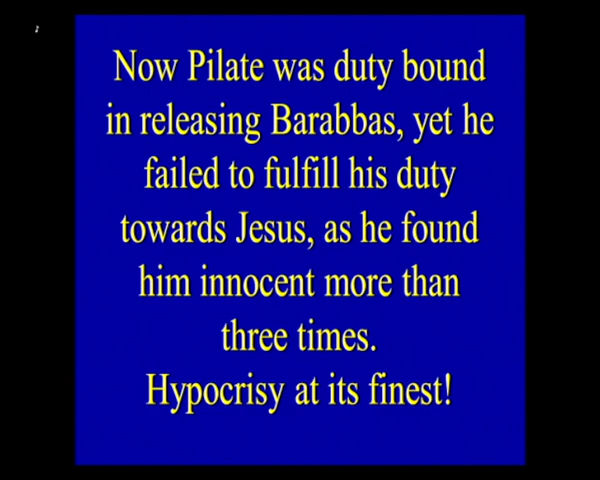 Now Pilate was duty bound
in releasing Barabbas, yet he
failed to fulfill his duty
towards Jesus, as he found
him innocent more than
three times.
Hypocrisy at its finest!